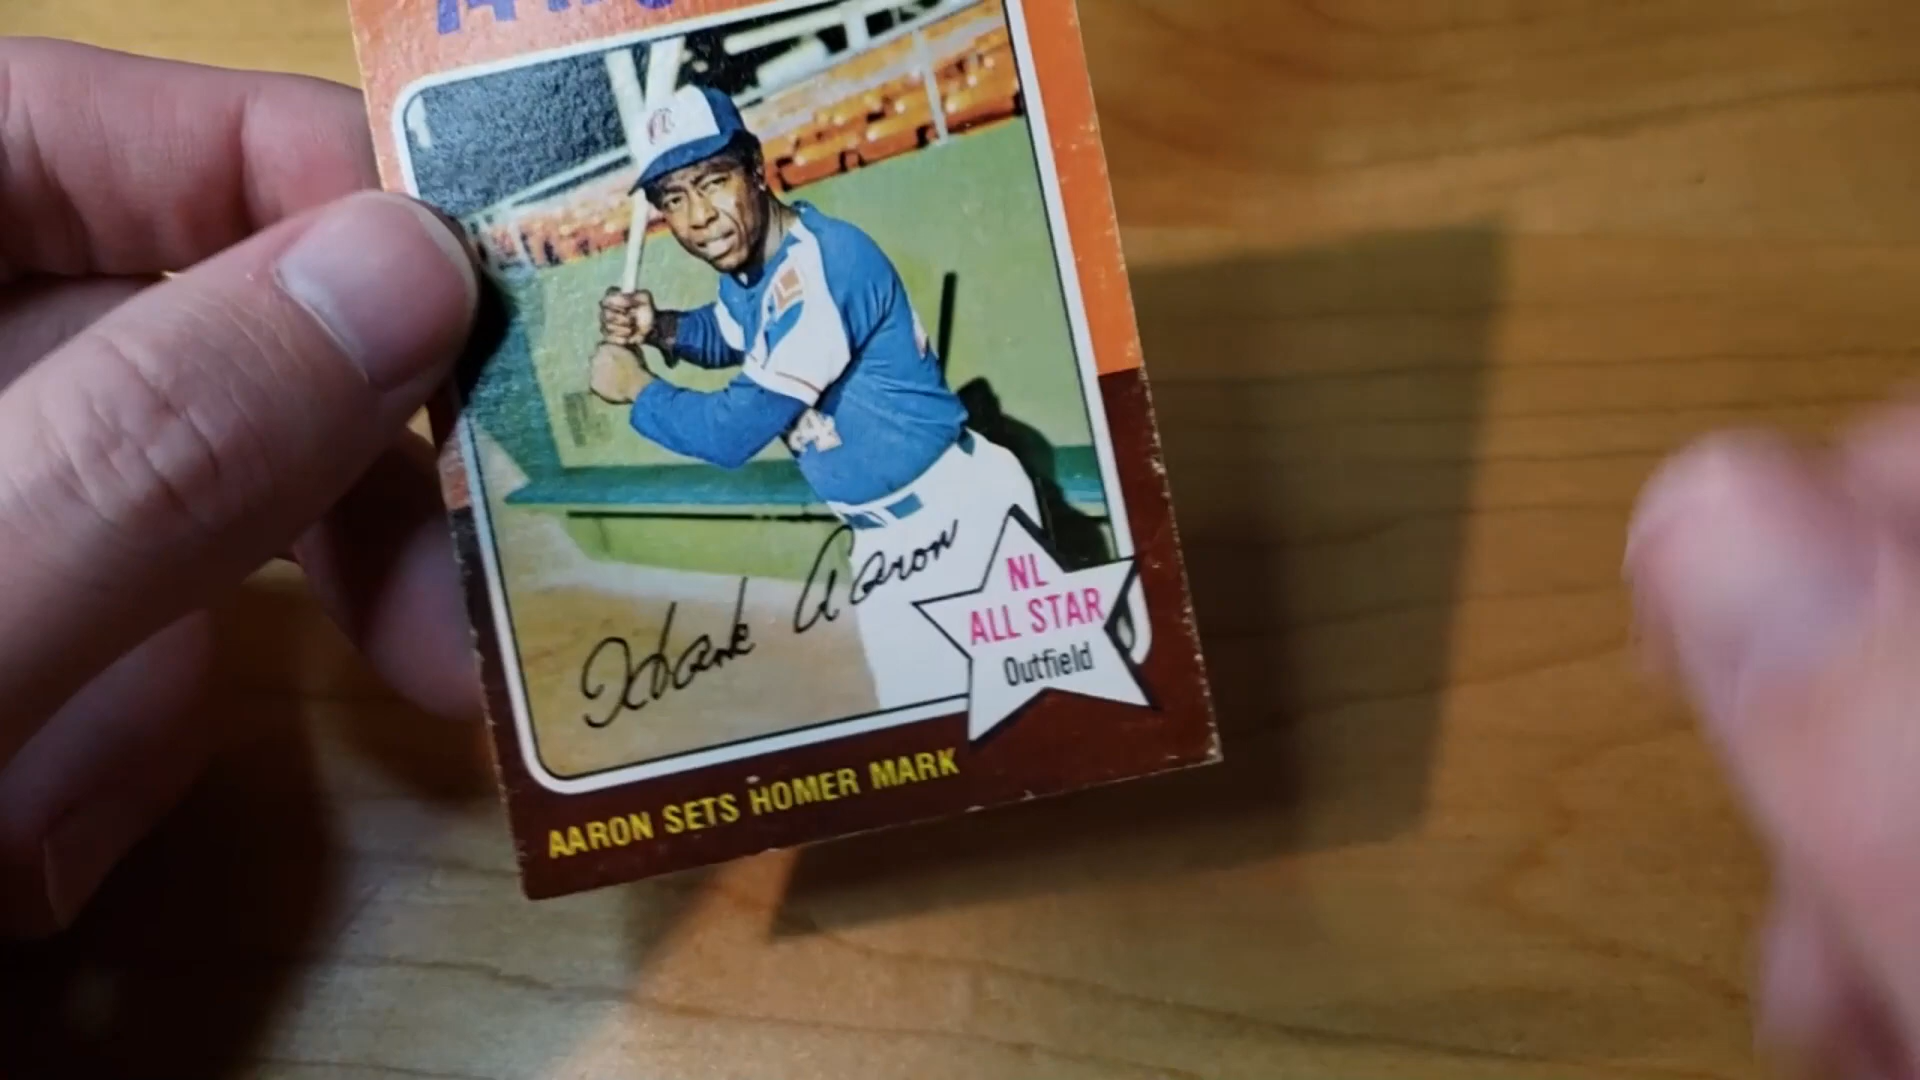 Hank Aaron
NL
ALL STAR
Outfield
AARON SETS HOMER MARK